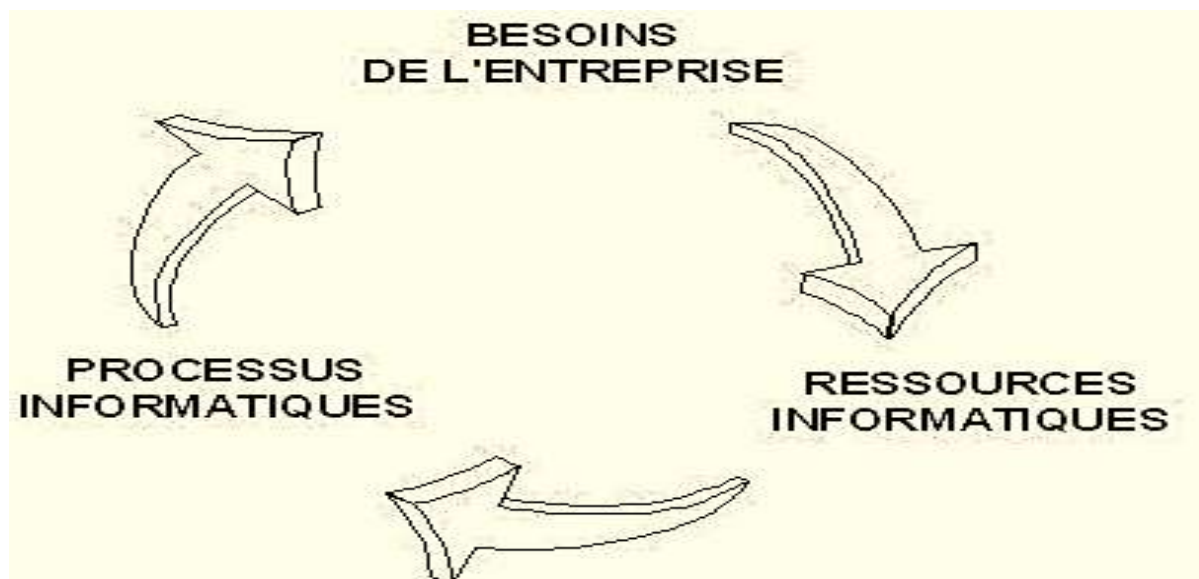 BESOINS
DE L'ENTREPRISE
PROCESSUS
INFORMATIQUES
RESSOURCES
INFORMATIQUES